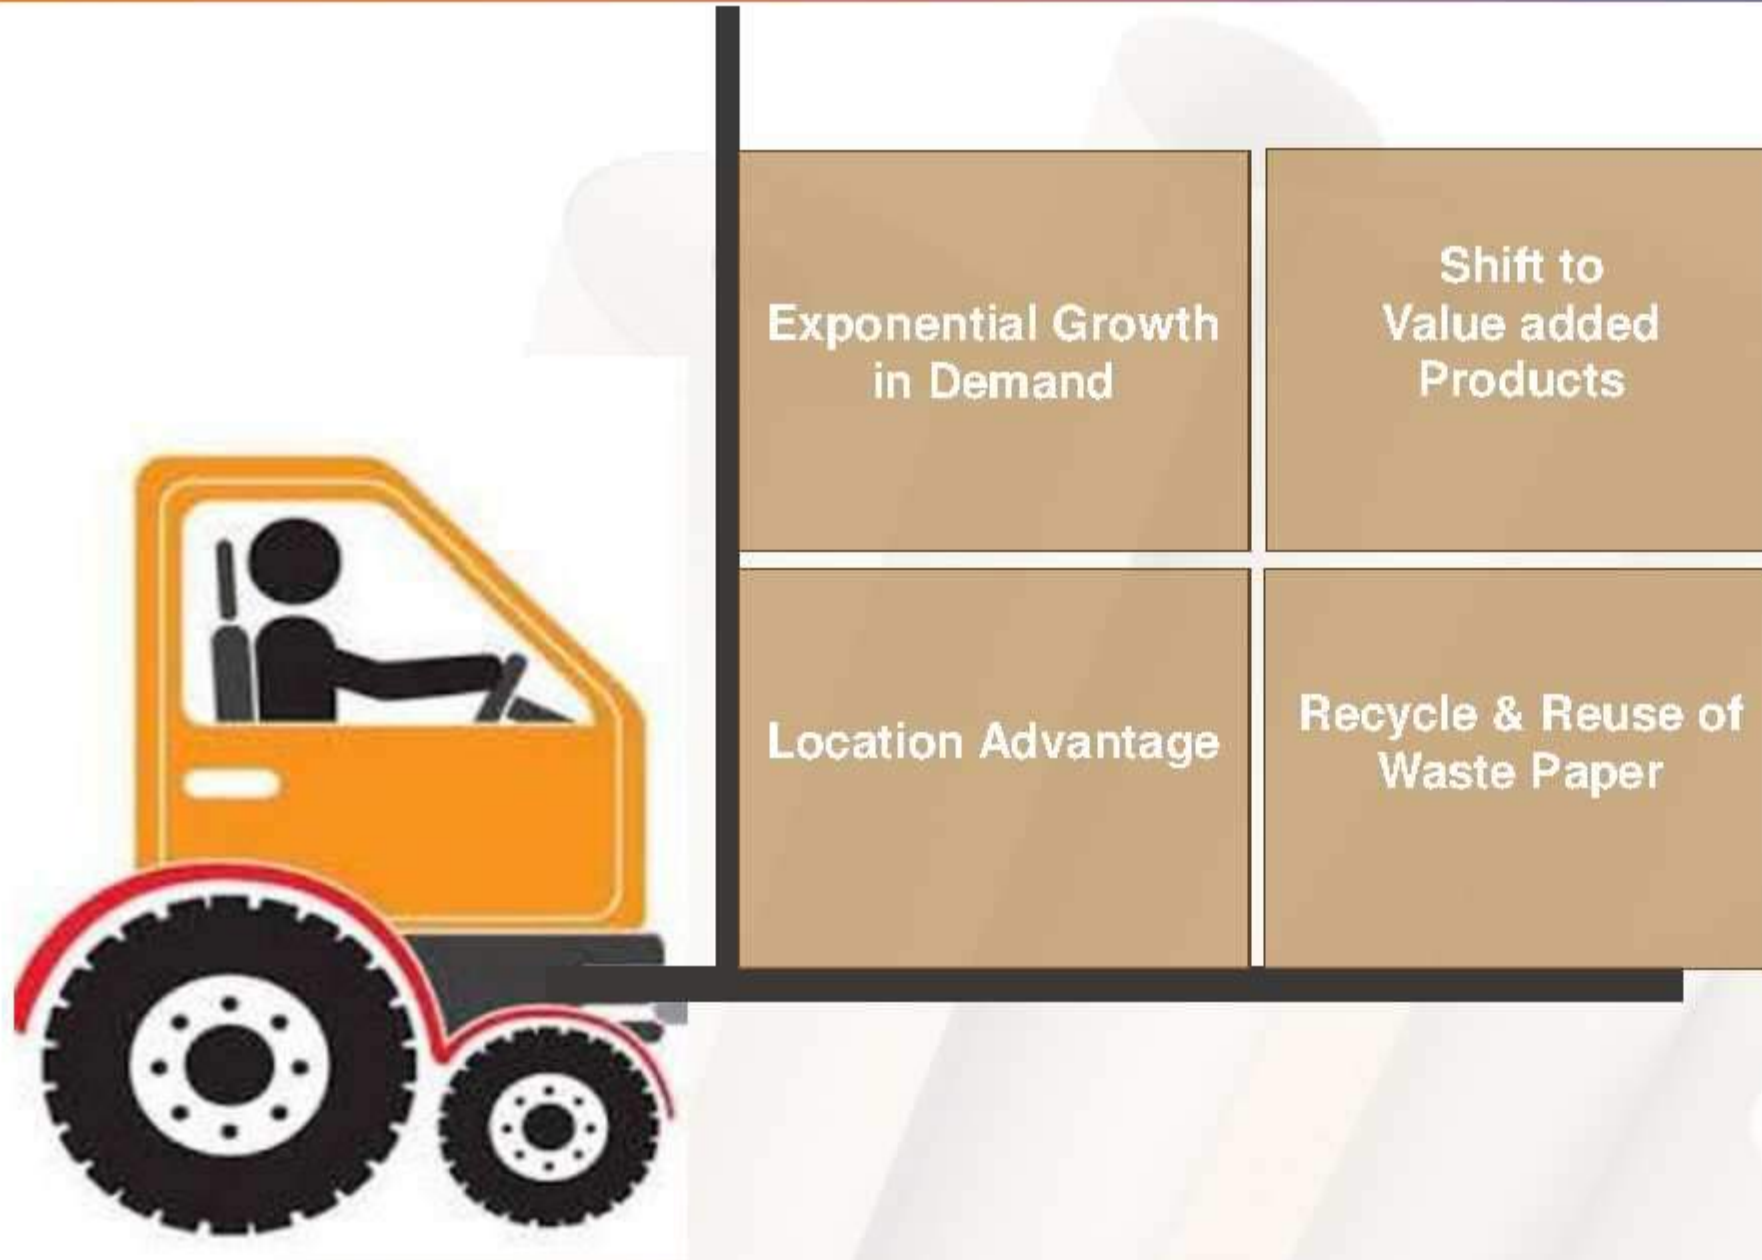 Exponential Growth
in Demand
Shift to
Value added
Products
Location Advantage
Recycle & Reuse of
Waste Paper